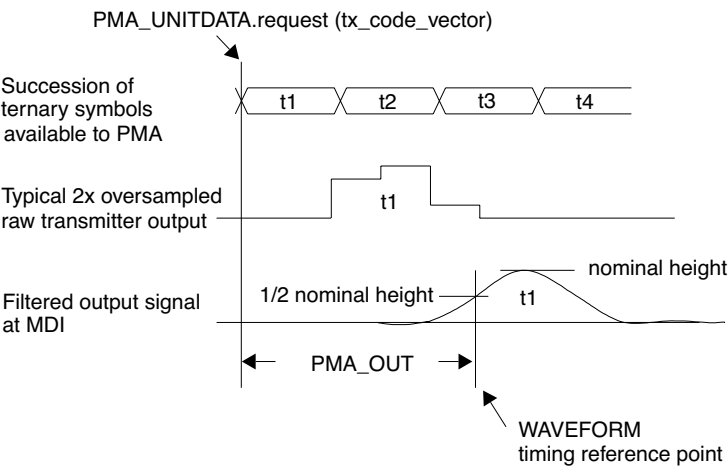 PMA_UNITDATA.request (tx_code_vector)
Succession of
ternary symbols
available to PMA
t1 t2 t3 t4
Typical 2x oversampled
raw transmitter output
t1
nominal height
1/2 nominal height
t1
Filtered output signal
at MDI
PMA_OUT
WAVEFORM
timing reference point